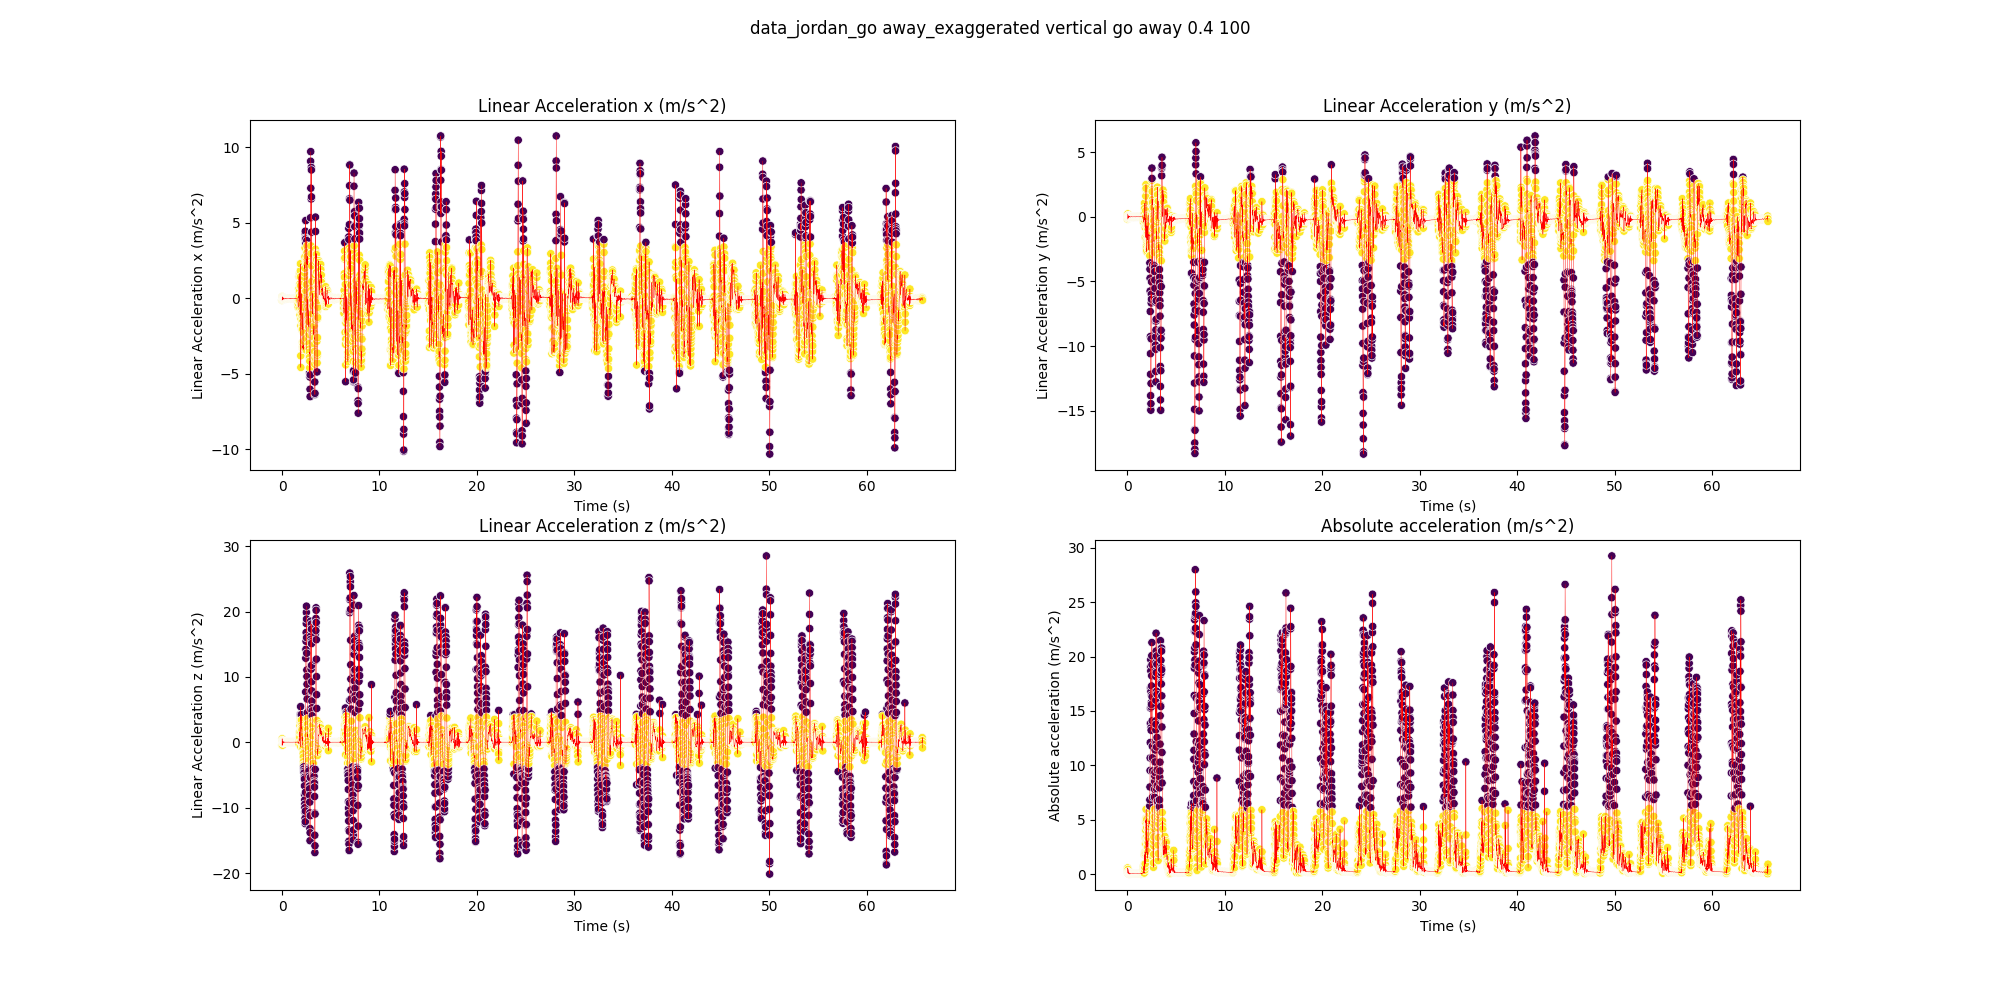 data_jordan_go away_exaggerated vertical go away 0.4 100
Linear Acceleration x (m/s^2)
Linear Acceleration x (m/s^2)
10
5
0
−5
−10
0 10 20 30 40 50 60
Time (s)
Linear Acceleration y (m/s^2)
Linear Acceleration y (m/s^2)
5
0
−5
−10
−15
0 10 20 30 40 50 60
Time (s)
Linear Acceleration z (m/s^2)
Linear Acceleration z (m/s^2)
30
20
10
0
−10
−20
0 10 20 30 40 50 60
Time (s)
Absolute acceleration (m/s^2)
Absolute acceleration (m/s^2)
30
25
20
15
10
5
0
0 10 20 30 40 50 60
Time (s)